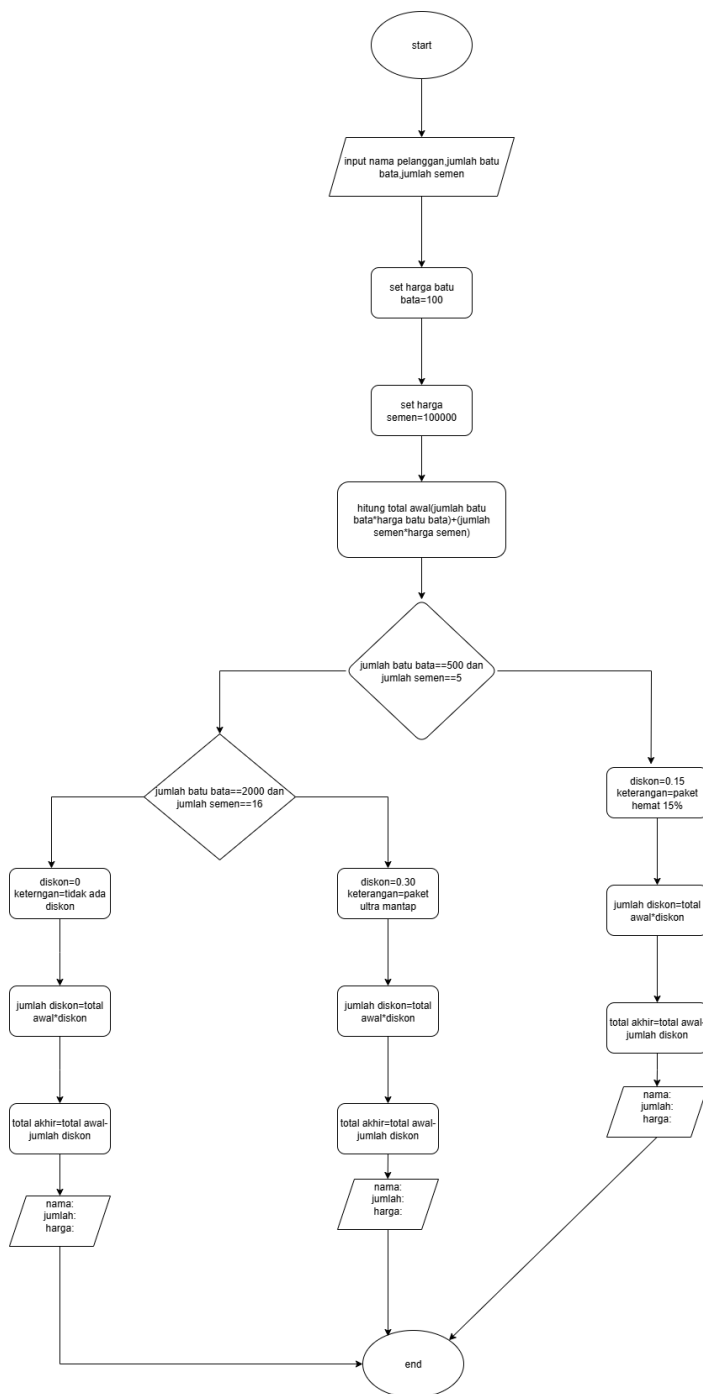 start
input nama pelanggan,jumlah batu
bata,jumlah semen
set harga batu
bata=100
set harga
semen=100000
hitung total awal(jumlah batu
bata*harga batu bata)+(jumlah
semen*harga semen)
jumlah batu bata==500 dan
jumlah semen==5
jumlah batu bata==2000 dan
jumlah semen==16
diskon=0.15
keterangan=paket
hemat 15%
diskon=0
keterngan=tidak ada
diskon
diskon=0.30
keterangan=paket
ultra mantap
jumlah diskon=total
awal*diskon
jumlah diskon=total
awal*diskon
jumlah diskon=total
awal*diskon
total akhir=total awal-
jumlah diskon
total akhir=total awal-
jumlah diskon
total akhir=total awal-
jumlah diskon
nama:
jumlah:
harga:
nama:
jumlah:
harga:
nama:
jumlah:
harga:
end